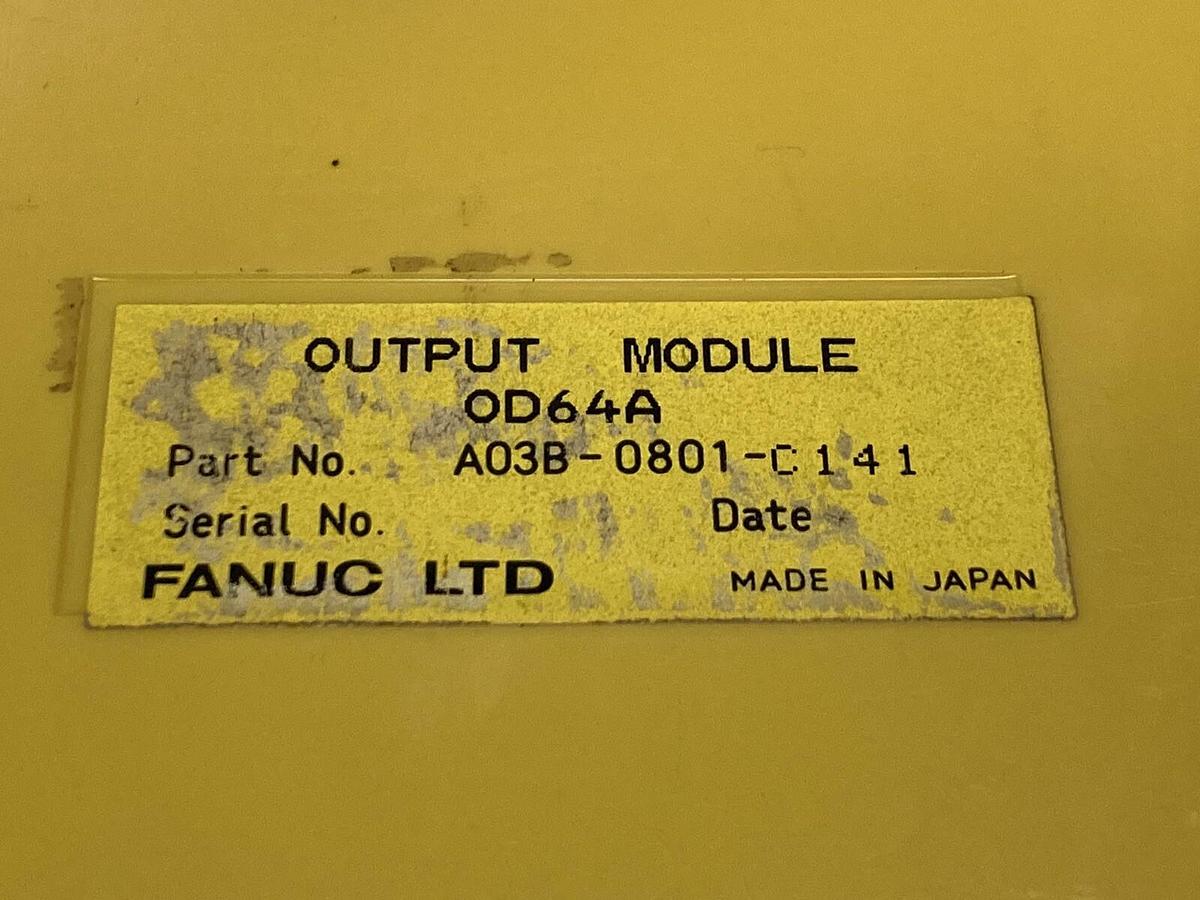 OUTPUT MODULE
OD64A
Part No. A03B-0801-C141
Serial No. Date
FANUC LTD MADE IN JAPAN